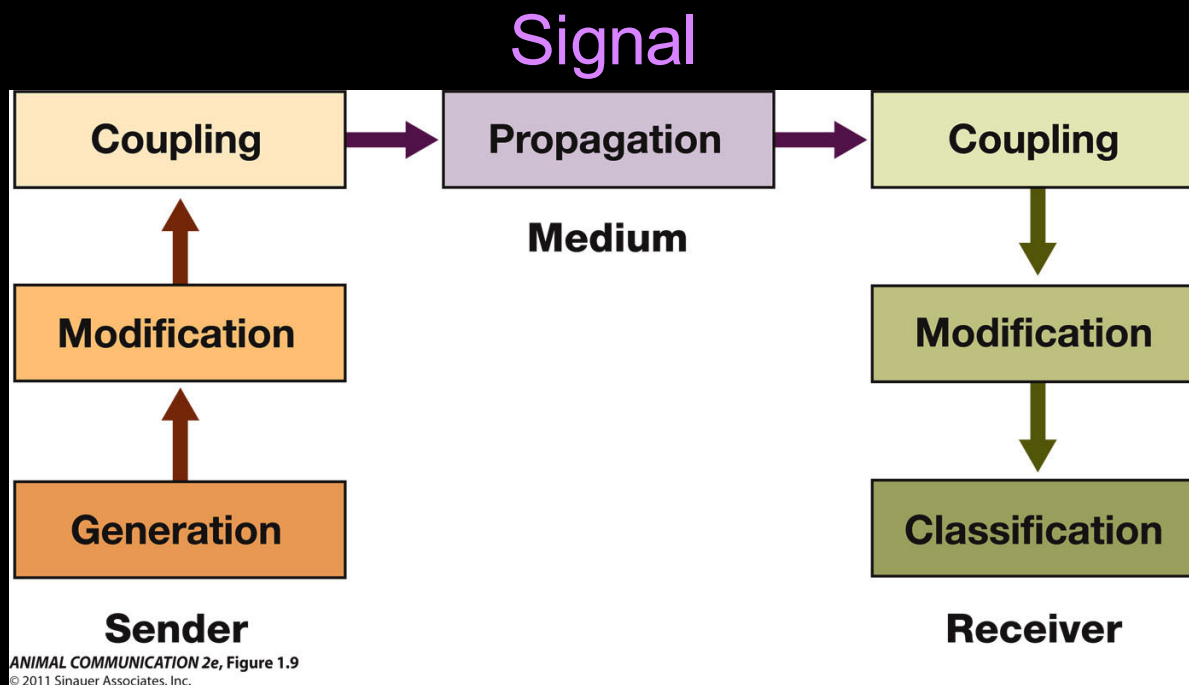 Signal
Coupling
Propagation
Coupling
Medium
Modification
Modification
Generation
Classification
Sender
Receiver
ANIMAL COMMUNICATION 2e, Figure 1.9
© 2011 Sinauer Associates, Inc.